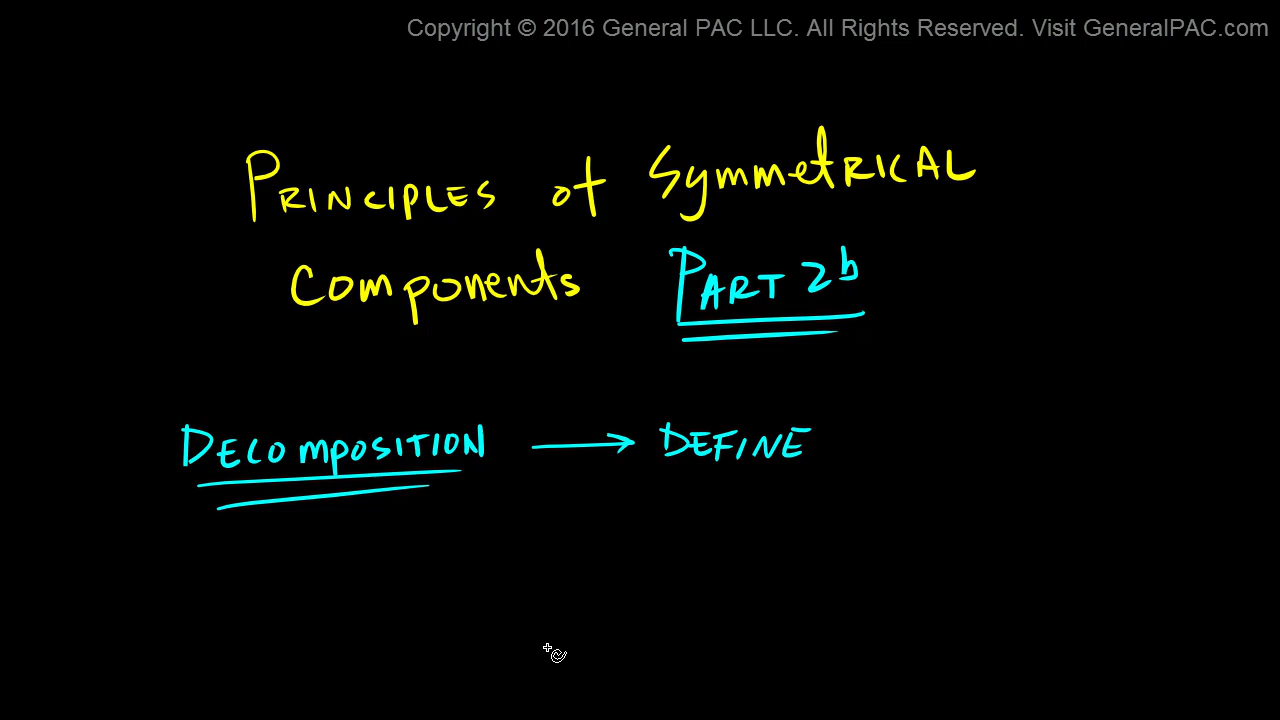 Copyright © 2016 General PAC LLC. All Rights Reserved. Visit GeneralPAC.com
PRINCIPLES of SymmetRICAL
Components PART 2b
DECOMPOSITION → DEFINE